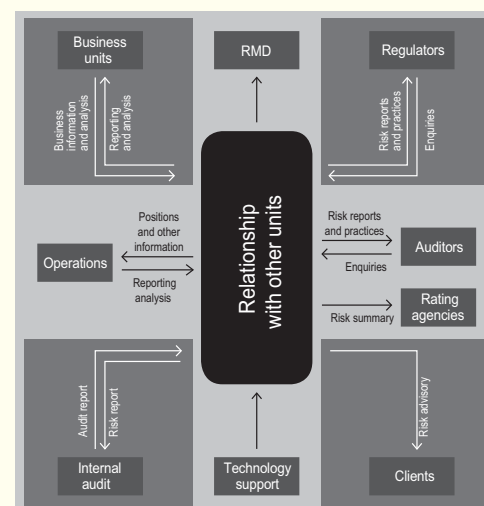 Business
units
RMD
Regulators
Business
information
and analysis
Reporting
and analysis
Risk reports
and practices
Enquiries
Relationship
with other units
Positions
and other
information
Operations
Reporting
analysis
Risk reports
and practices
Auditors
Enquiries
Rating
agencies
Risk summary
Audit report
Risk report
Risk advisory
Internal
audit
Technology
support
Clients